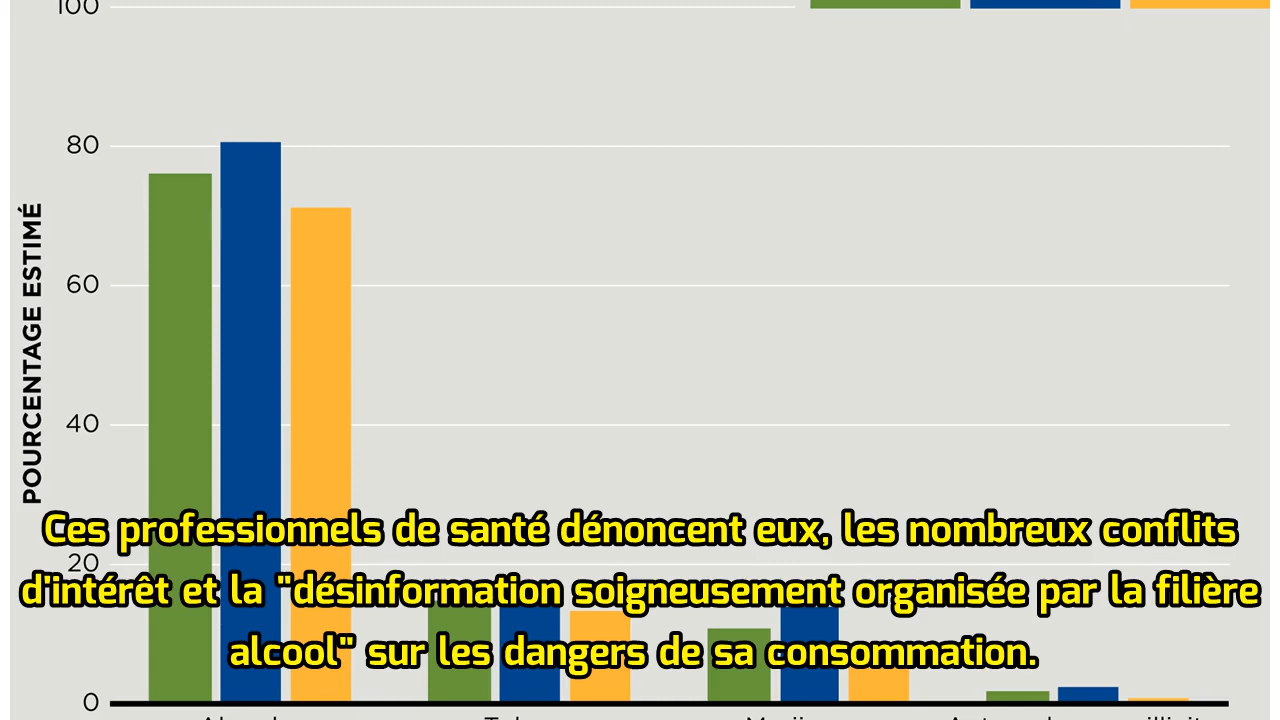 100
80
60
40
20
0
POURCENTAGE ESTIMÉ
Ces professionnels de santé dénoncent eux, les nombreux conflits
d'intérêt et la "désinformation soigneusement organisée par la filière
alcool" sur les dangers de sa consommation.